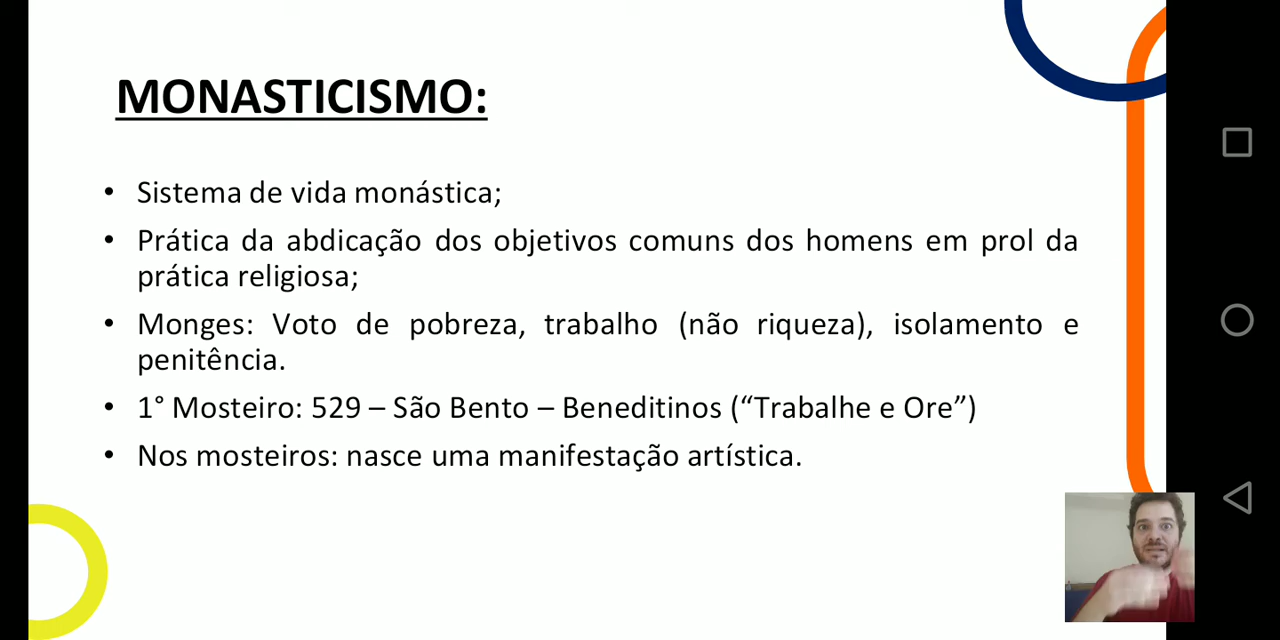 MONASTICISMO:
• Sistema de vida monástica;
• Prática da abdicação dos objetivos comuns dos homens em prol da
prática religiosa;
• Monges: Voto de pobreza, trabalho (não riqueza), isolamento e
penitência.
• 1° Mosteiro: 529 – São Bento – Beneditinos (“Trabalhe e Ore”)
• Nos mosteiros: nasce uma manifestação artística.